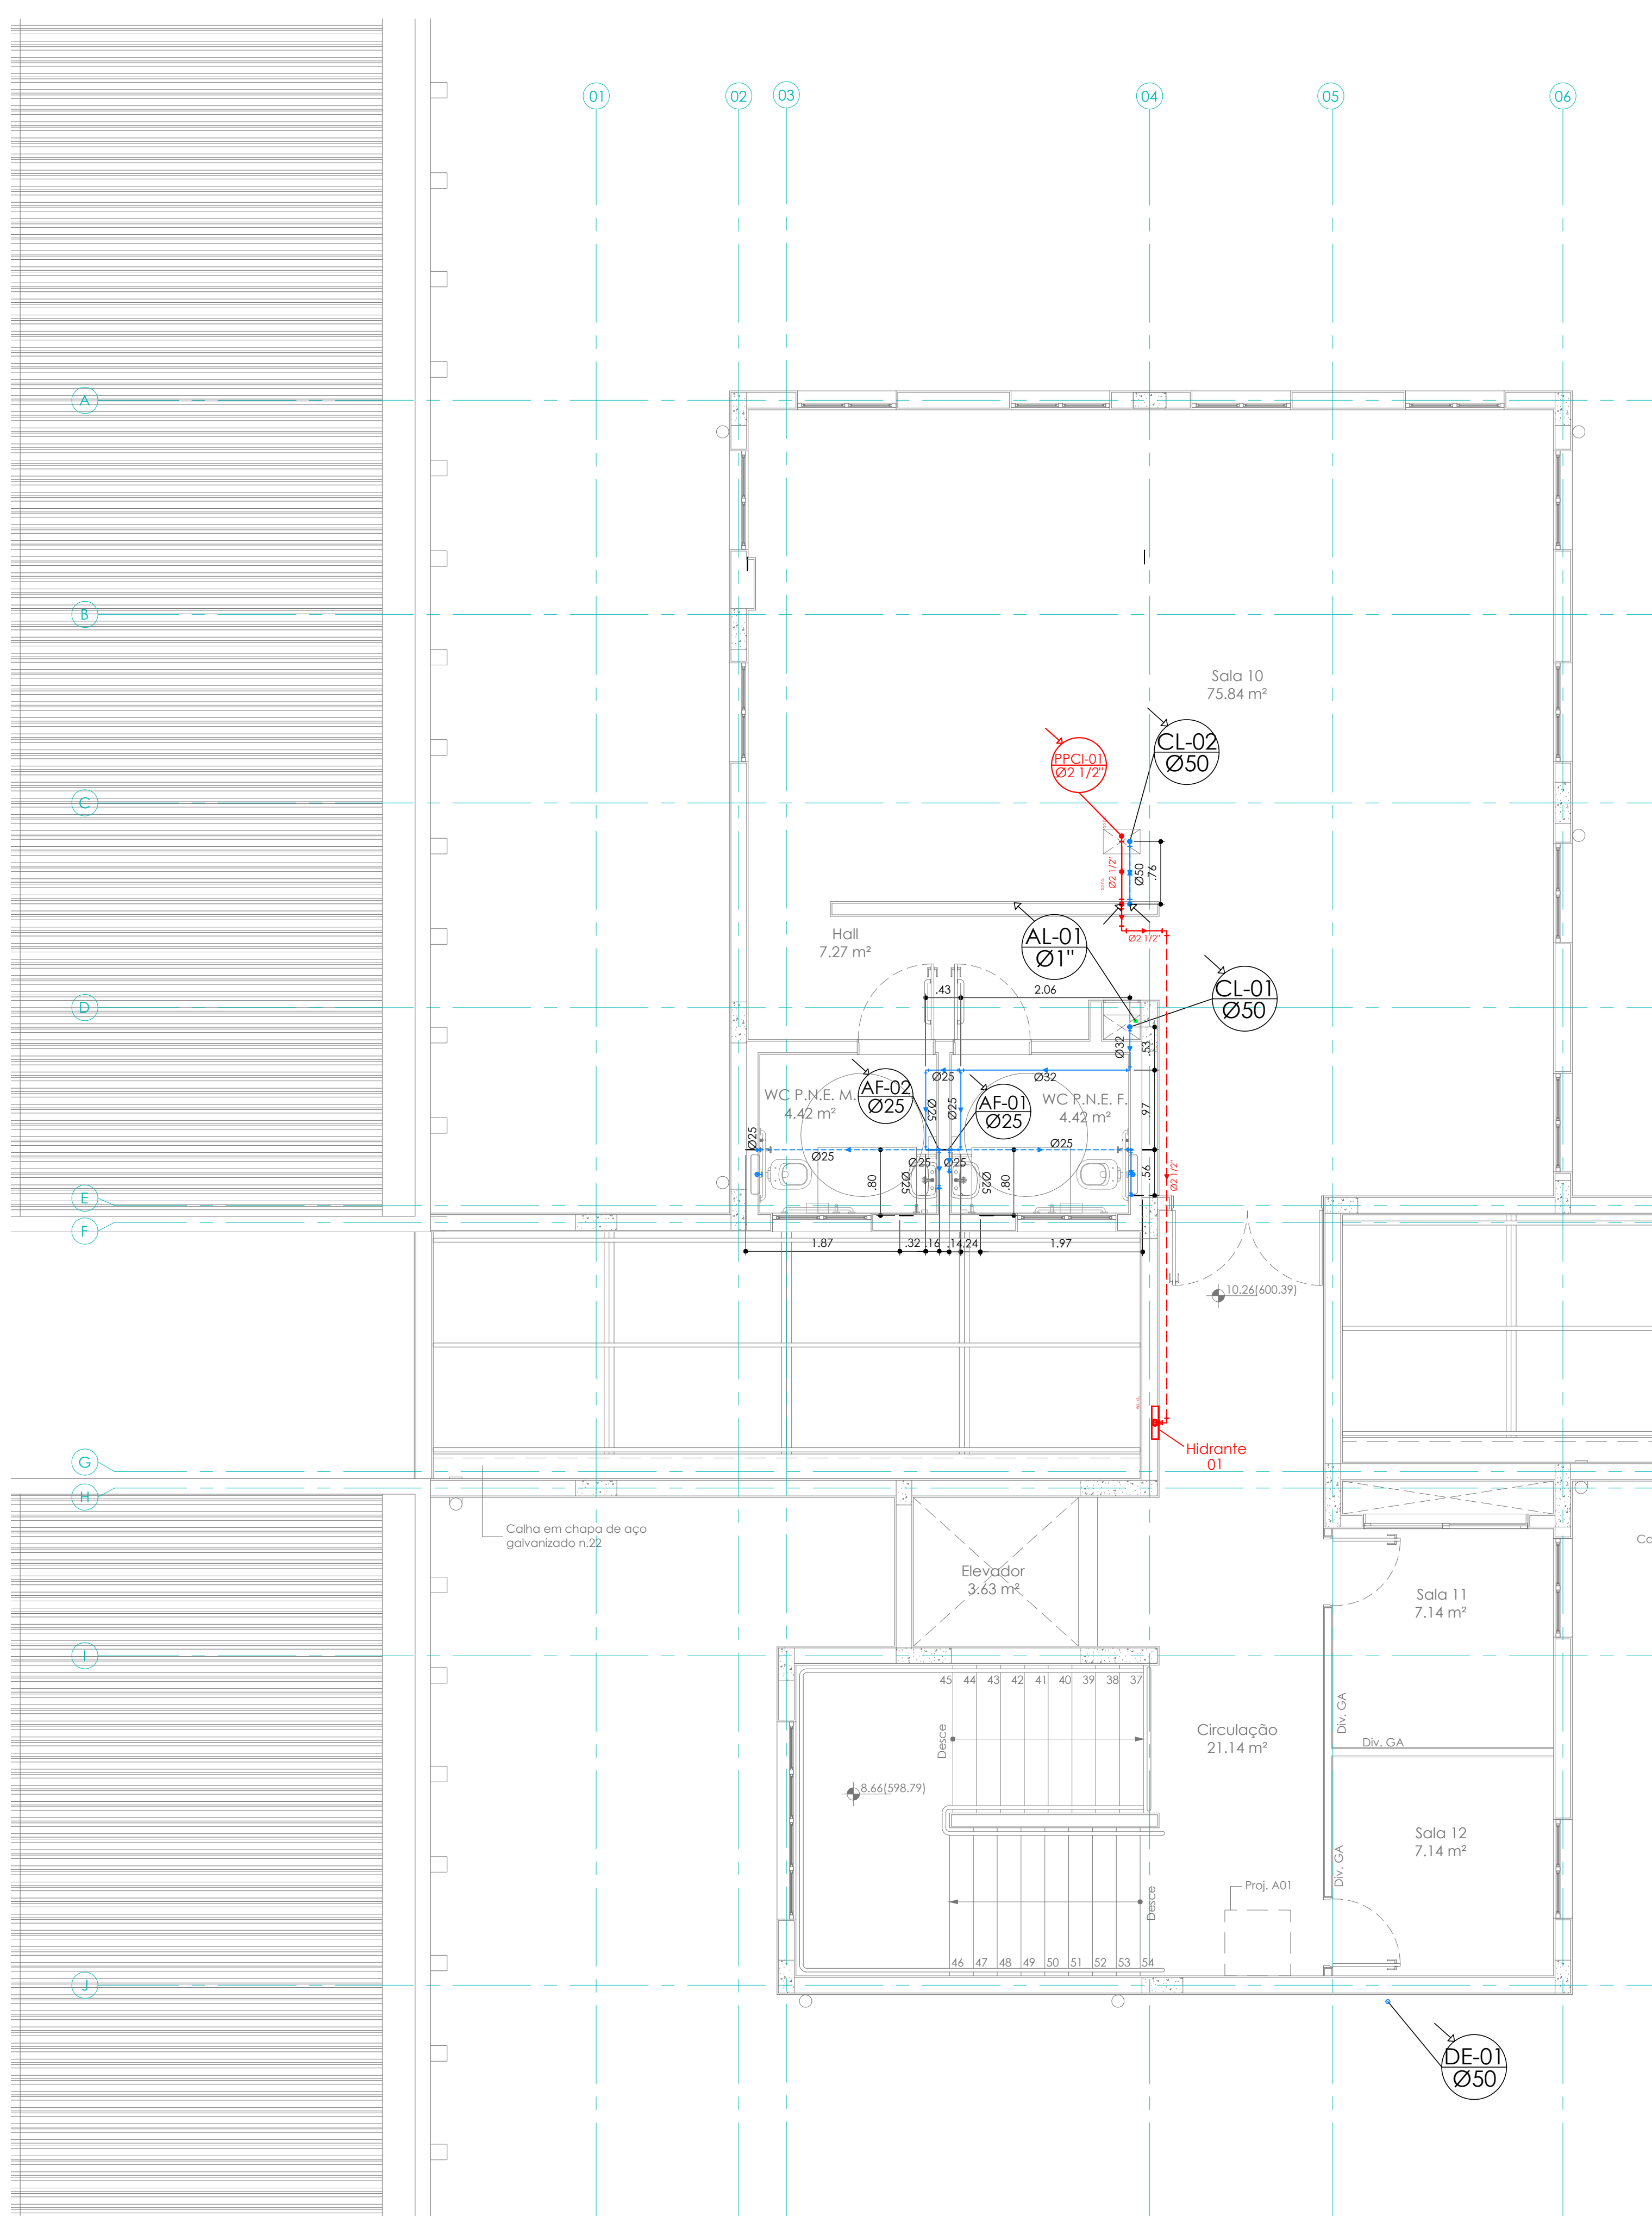 01
02
03
04
05
06
A
B
C
D
E
F
G
H
I
J
Sala 10
75.84 m²
CL-02
Ø50
PPCI-01
Ø2 1/2"
Ø2 1/2"
Ø50
.76
Hall
7.27 m²
AL-01
Ø1"
Ø2 1/2"
CL-01
Ø50
.43
2.06
Ø32
.53
Ø25
Ø32
WC P.N.E. M.
4.42 m²
AF-02
Ø25
AF-01
Ø25
WC P.N.E. F.
4.42 m²
Ø25
Ø25
.97
Ø25
Ø25
Ø25
Ø25
Ø25
.80
Ø25
Ø25
.80
.56
Ø2 1/2"
1.87
.32
.16
.14
.24
1.97
10.26(600.39)
Hidrante
01
Calha em chapa de aço
galvanizado n.22
Elevador
3.63 m²
Sala 11
7.14 m²
45
44
43
42
41
40
39
38
37
Desce
Circulação
21.14 m²
Div. GA
Div. GA
8.66(598.79)
Sala 12
7.14 m²
Div. GA
Desce
Proj. A01
46
47
48
49
50
51
52
53
54
DE-01
Ø50